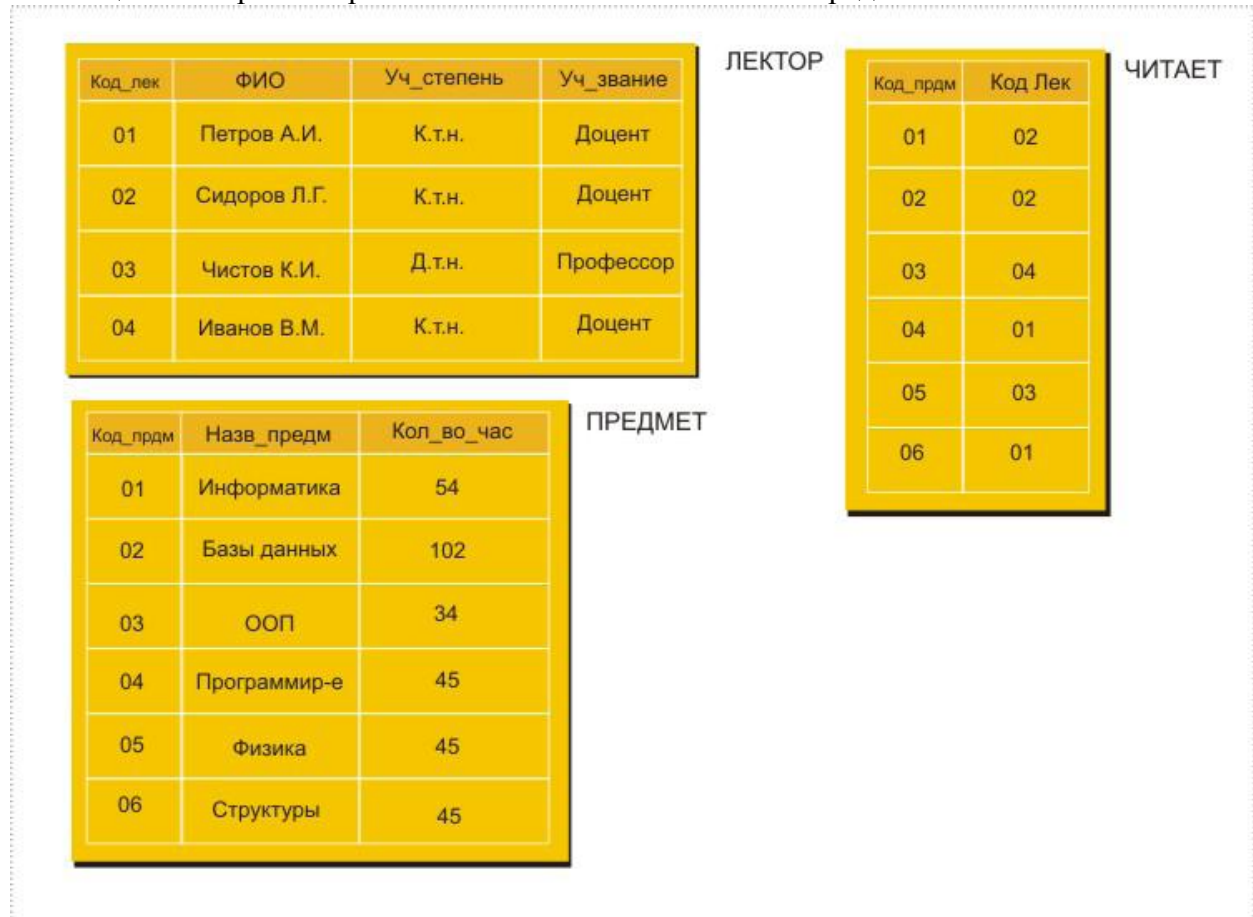 ЛЕКТОР
Код_лек ФИО Уч_степень Уч_звание
01 Петров А.И. К.т.н. Доцент
02 Сидоров Л.Г. К.т.н. Доцент
03 Чистов К.И. Д.т.н. Профессор
04 Иванов В.М. К.т.н. Доцент
ЧИТАЕТ
Код_прдм Код Лек
01 02
02 02
03 04
04 01
05 03
06 01
ПРЕДМЕТ
Код_прдм Назв_предм Кол_во_час
01 Информатика 54
02 Базы данных 102
03 ООП 34
04 Программир-е 45
05 Физика 45
06 Структуры 45